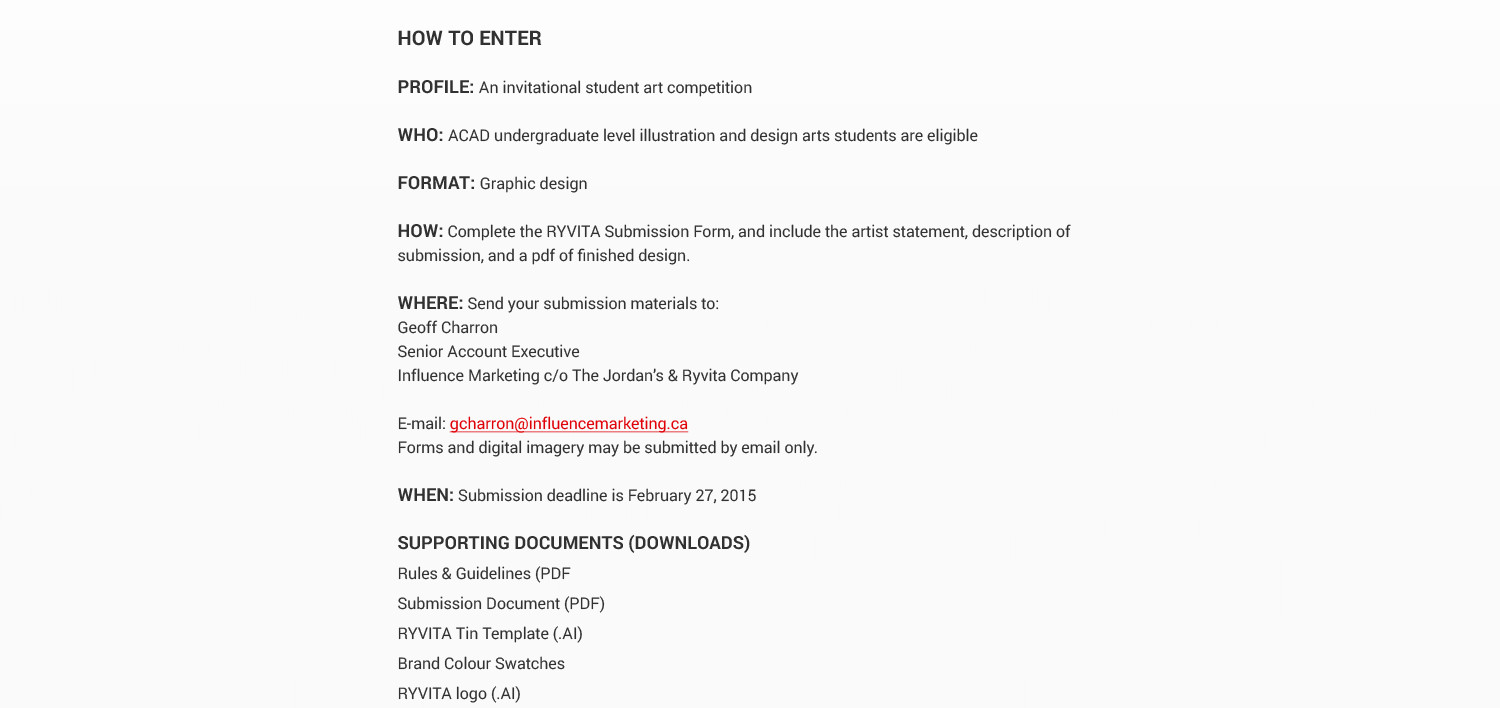 HOW TO ENTER
PROFILE: An invitational student art competition
WHO: ACAD undergraduate level illustration and design arts students are eligible
FORMAT: Graphic design
HOW: Complete the RYVITA Submission Form, and include the artist statement, description of
submission, and a pdf of finished design.
WHERE: Send your submission materials to:
Geoff Charron
Senior Account Executive
Influence Marketing c/o The Jordan’s & Ryvita Company
E-mail: gcharron@influencemarketing.ca
Forms and digital imagery may be submitted by email only.
WHEN: Submission deadline is February 27, 2015
SUPPORTING DOCUMENTS (DOWNLOADS)
Rules & Guidelines (PDF
Submission Document (PDF)
RYVITA Tin Template (.AI)
Brand Colour Swatches
RYVITA logo (.AI)